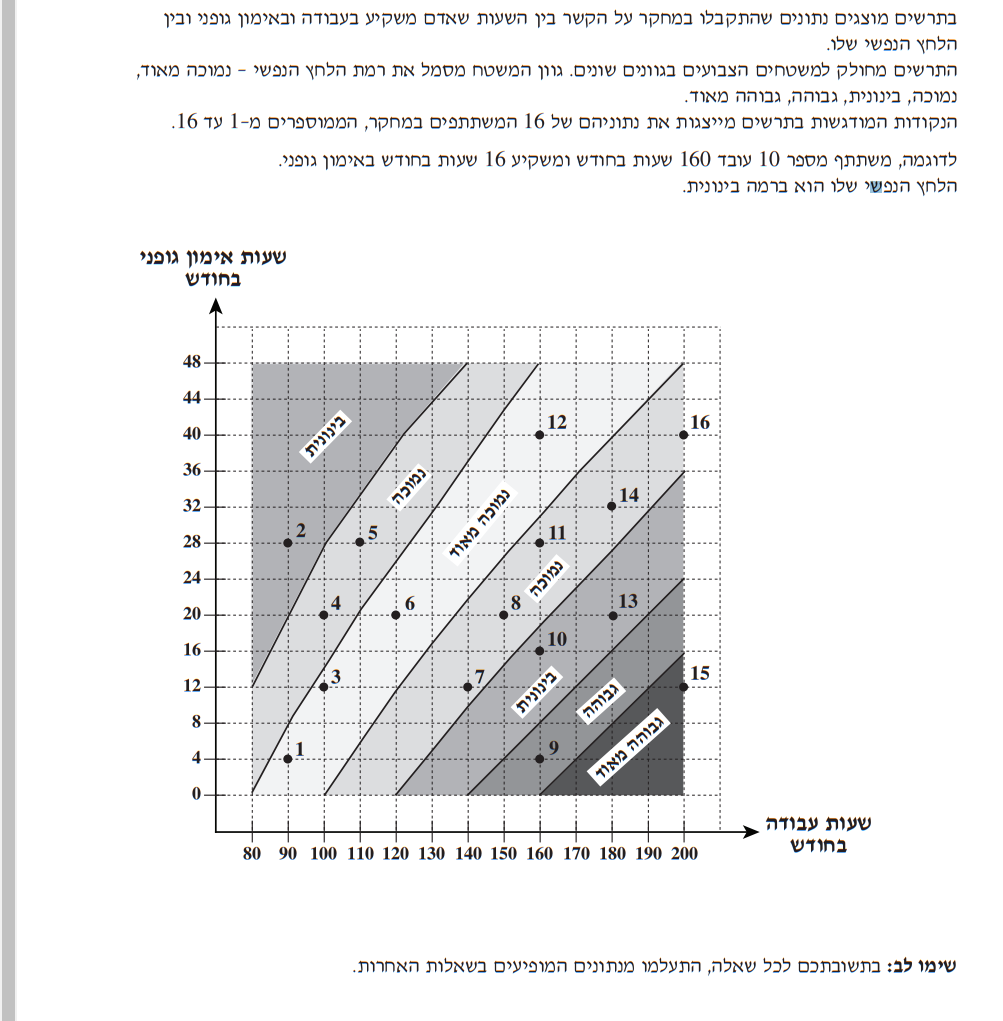 בתרשים מוצגים נתונים שהתקבלו במחקר על הקשר בין השעות שאדם משקיע בעבודה ובאימון גופני ובין
הלחץ הנפשי שלו.
התרשים מחולק למשטחים הצבועים בגוונים שונים. גוון המשטח מסמל את רמת הלחץ הנפשי – נמוכה מאוד,
נמוכה, בינונית, גבוהה, גבוהה מאוד.
הנקודות המודגשות בתרשים מייצגות את נתוניהם של 16 המשתתפים במחקר, הממוספרים מ-1 עד 16.
לדוגמה, משתתף מספר 10 עובד 160 שעות בחודש ומשקיע 16 שעות בחודש באימון גופני.
הלחץ הנפשי שלו הוא ברמה בינונית.
שעות אימון גופני
בחודש
48
44
40
36
32
28
24
20
16
12
8
4
0
בינונית
נמוכה
נמוכה מאוד
נמוכה
בינונית
גבוהה
גבוהה מאוד
12
16
14
2
5
11
4
6
8
13
10
3
7
15
1
9
80 90 100 110 120 130 140 150 160 170 180 190 200
שעות עבודה
בחודש
שימו לב: בתשובתכם לכל שאלה, התעלמו מנתונים המופיעים בשאלות האחרות.